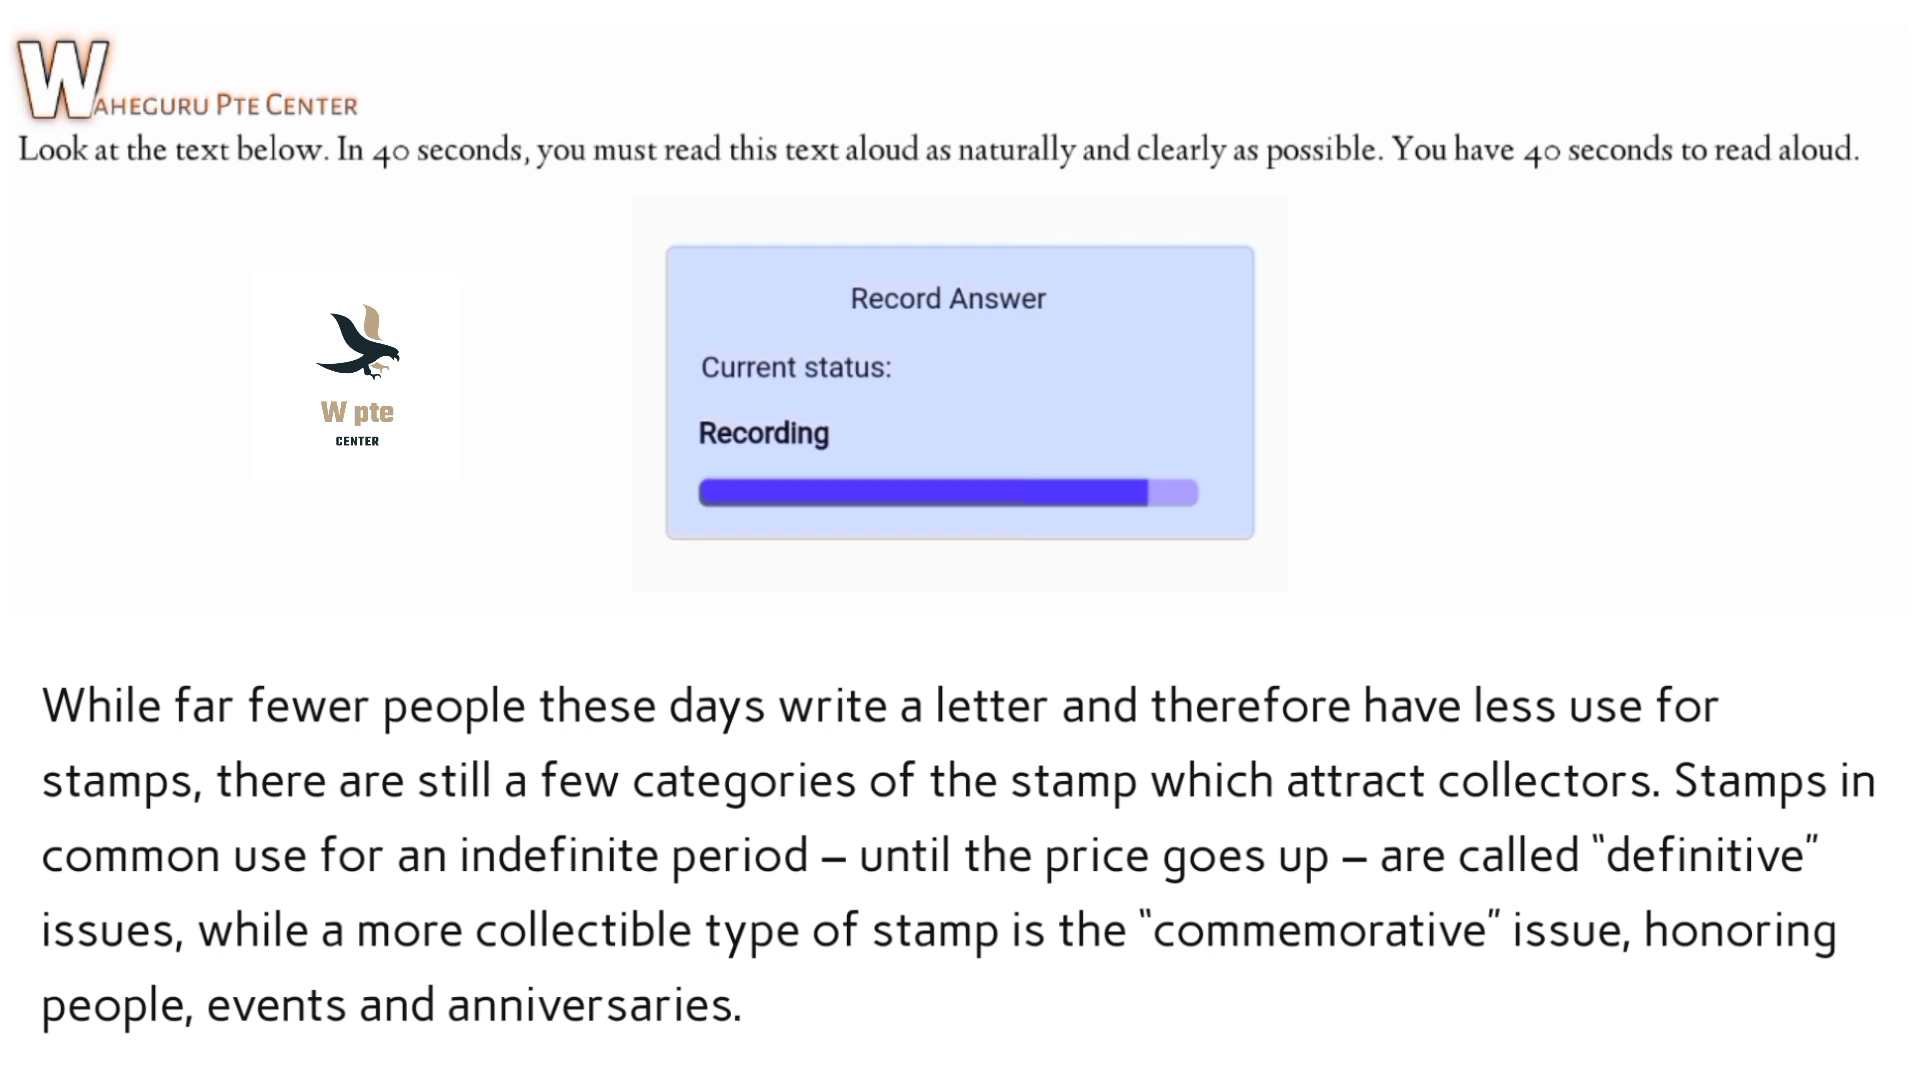 WAHEGURU PTE CENTER
Look at the text below. In 40 seconds, you must read this text aloud as naturally and clearly as possible. You have 40 seconds to read aloud.
Record Answer
Current status:
Recording
W pte
CENTER
While far fewer people these days write a letter and therefore have less use for
stamps, there are still a few categories of the stamp which attract collectors. Stamps in
common use for an indefinite period – until the price goes up – are called “definitive”
issues, while a more collectible type of stamp is the “commemorative” issue, honoring
people, events and anniversaries.